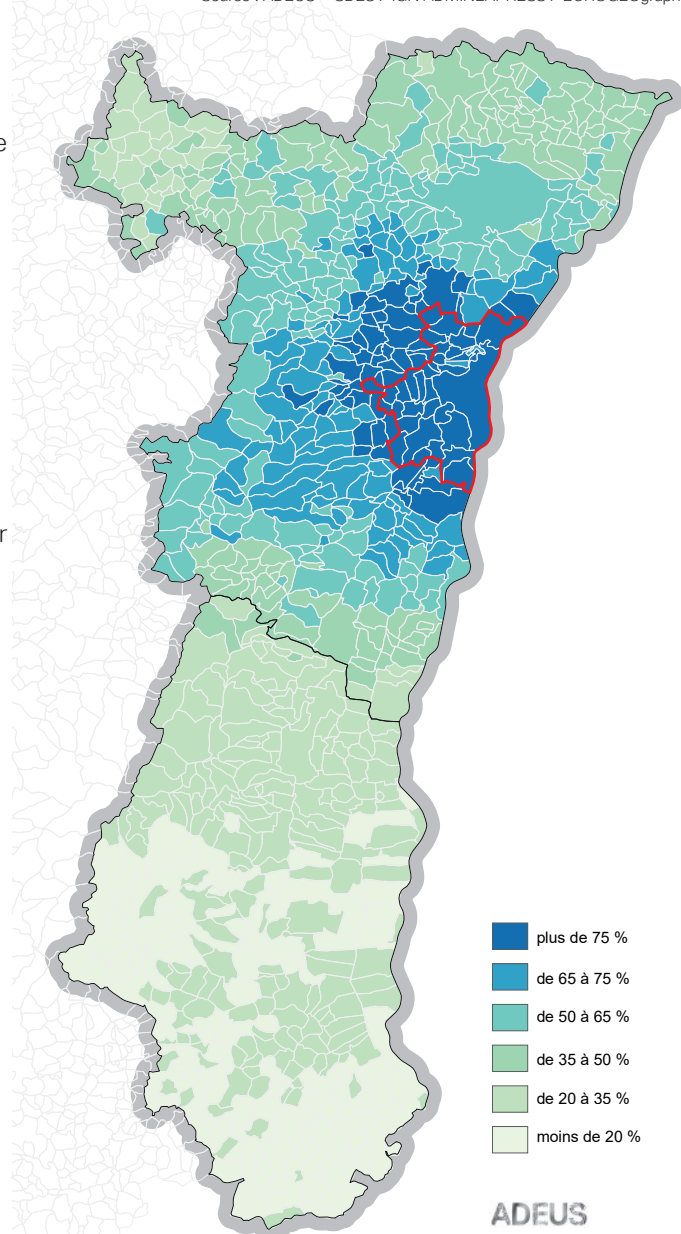 e
r
plus de 75 %
de 65 à 75 %
de 50 à 65 %
de 35 à 50 %
de 20 à 35 %
moins de 20 %
ADEUS